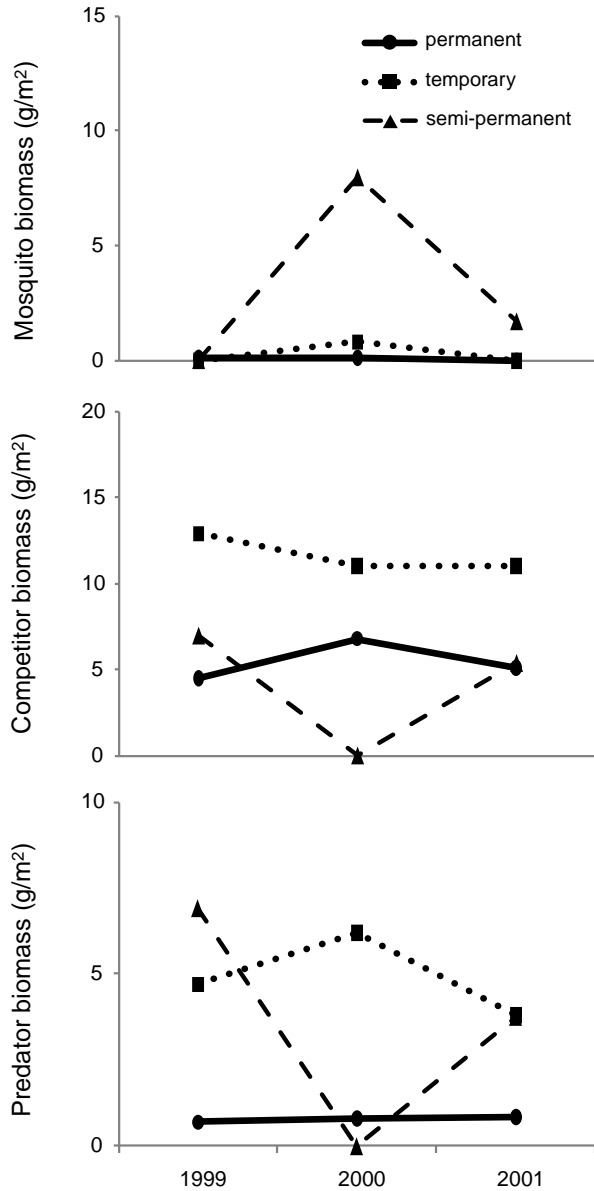 Mosquito biomass (g/m²)
15
10
5
0
permanent
temporary
semi-permanent
Competitor biomass (g/m²)
20
15
10
5
0
Predator biomass (g/m²)
10
5
0
1999 2000 2001